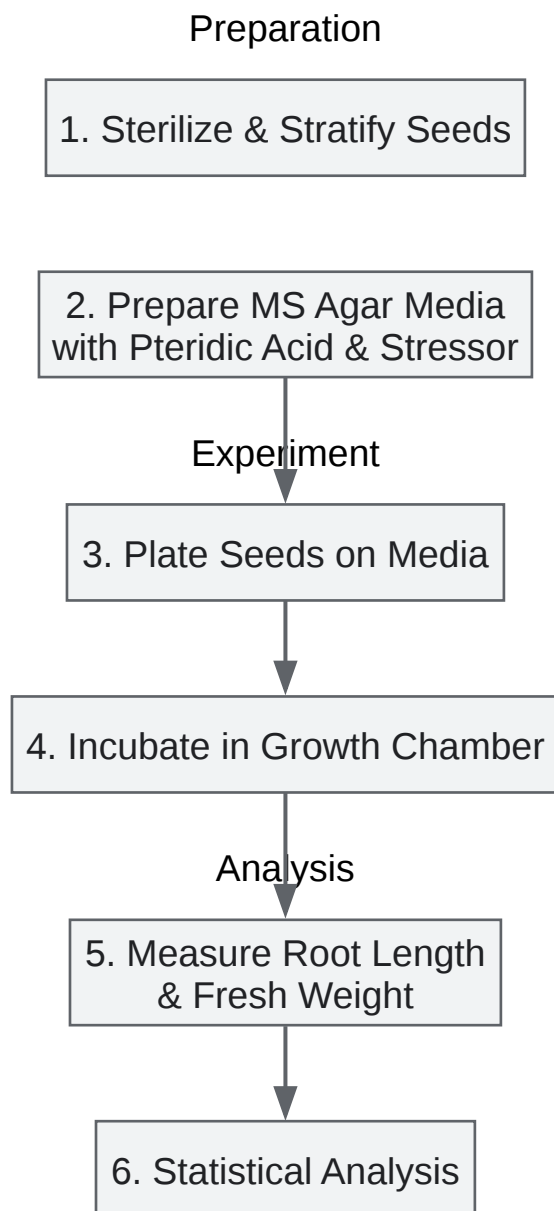 Preparation
1. Sterilize & Stratify Seeds
2. Prepare MS Agar Media
with Pteridic Acid & Stressor
Experiment
3. Plate Seeds on Media
4. Incubate in Growth Chamber
Analysis
5. Measure Root Length
& Fresh Weight
6. Statistical Analysis